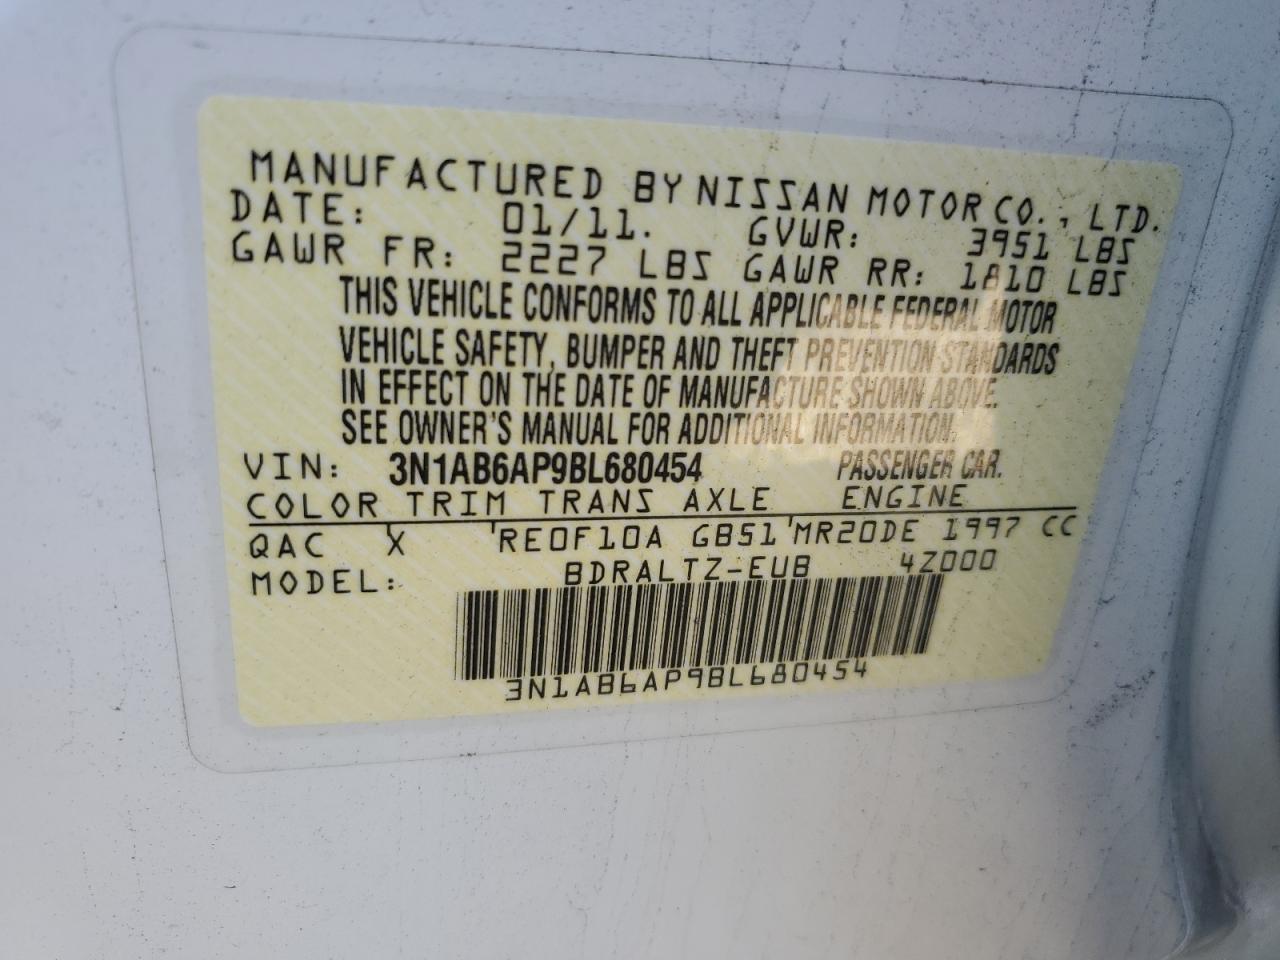 MANUFACTURED BY NISSAN MOTOR CO., LTD.
DATE: 01/11. GVWR: 3951 LBS
GAWR FR: 2227 LBS GAWR RR: 1810 LBS
THIS VEHICLE CONFORMS TO ALL APPLICABLE FEDERAL MOTOR
VEHICLE SAFETY, BUMPER AND THEFT PREVENTION STANDARDS
IN EFFECT ON THE DATE OF MANUFACTURE SHOWN ABOVE.
SEE OWNER'S MANUAL FOR ADDITIONAL INFORMATION.
VIN: 3N1AB6AP9BL680454 PASSENGER CAR.
COLOR TRIM TRANS AXLE ENGINE
QAC X RE0F10A GB51 MR20DE 1997 CC
MODEL: BDRALTZ-EUB 4Z000
3N1AB6AP9BL680454